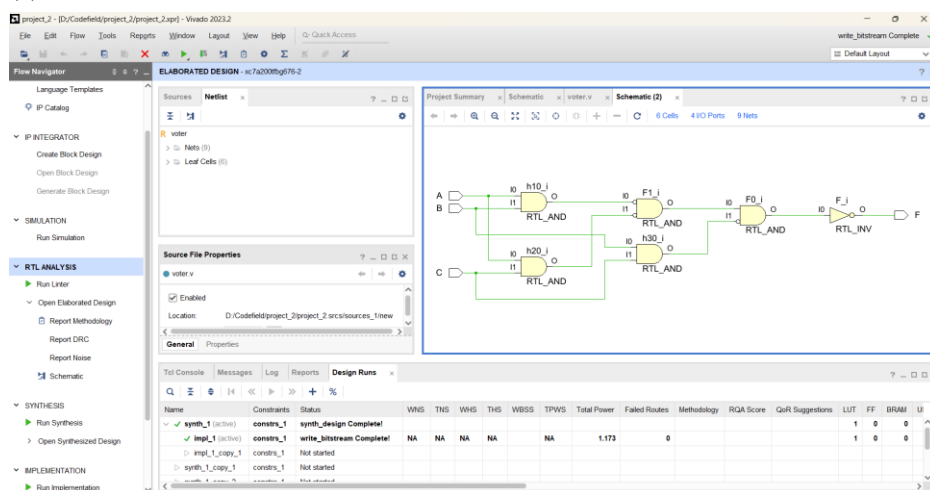 project_2 - [D:/Codefield/project_2/project_2.xpr] - Vivado 2023.2
File Edit Flow Tools Reports Window Layout View Help Quick Access
write_bitstream Complete
Default Layout
Flow Navigator
ELABORATED DESIGN - xc7a200tfbg676-2
Language Templates
IP Catalog
IP INTEGRATOR
Create Block Design
Open Block Design
Generate Block Design
SIMULATION
Run Simulation
RTL ANALYSIS
Run Linter
Open Elaborated Design
Report Methodology
Report DRC
Report Noise
Schematic
SYNTHESIS
Run Synthesis
Open Synthesized Design
IMPLEMENTATION
Run Implementation
Sources Netlist
R voter
Nets (9)
Leaf Cells (6)
Source File Properties
voter.v
Enabled
Location: D:/Codefield/project_2/project_2.srcs/sources_1/new
General Properties
Project Summary Schematic voter.v Schematic (2)
6 Cells 4 I/O Ports 9 Nets
A
B
C
h10_i
I0
I1
O
RTL_AND
h20_i
I0
I1
O
RTL_AND
F1_i
I0
I1
O
RTL_AND
h30_i
I0
I1
O
RTL_AND
F0_i
I0
I1
O
RTL_AND
F_i
I0
O
RTL_INV
F
Tcl Console Messages Log Reports Design Runs
Name Constraints Status WNS TNS WHS THS WBSS TPWS Total Power Failed Routes Methodology RQA Score QoR Suggestions LUT FF BRAM
synth_1 (active) constrs_1 synth_design Complete! 1 0 0
impl_1 (active) constrs_1 write_bitstream Complete! NA NA NA NA NA 1.173 0 1 0 0
impl_1_copy_1 constrs_1 Not started
synth_1_copy_1 constrs_1 Not started